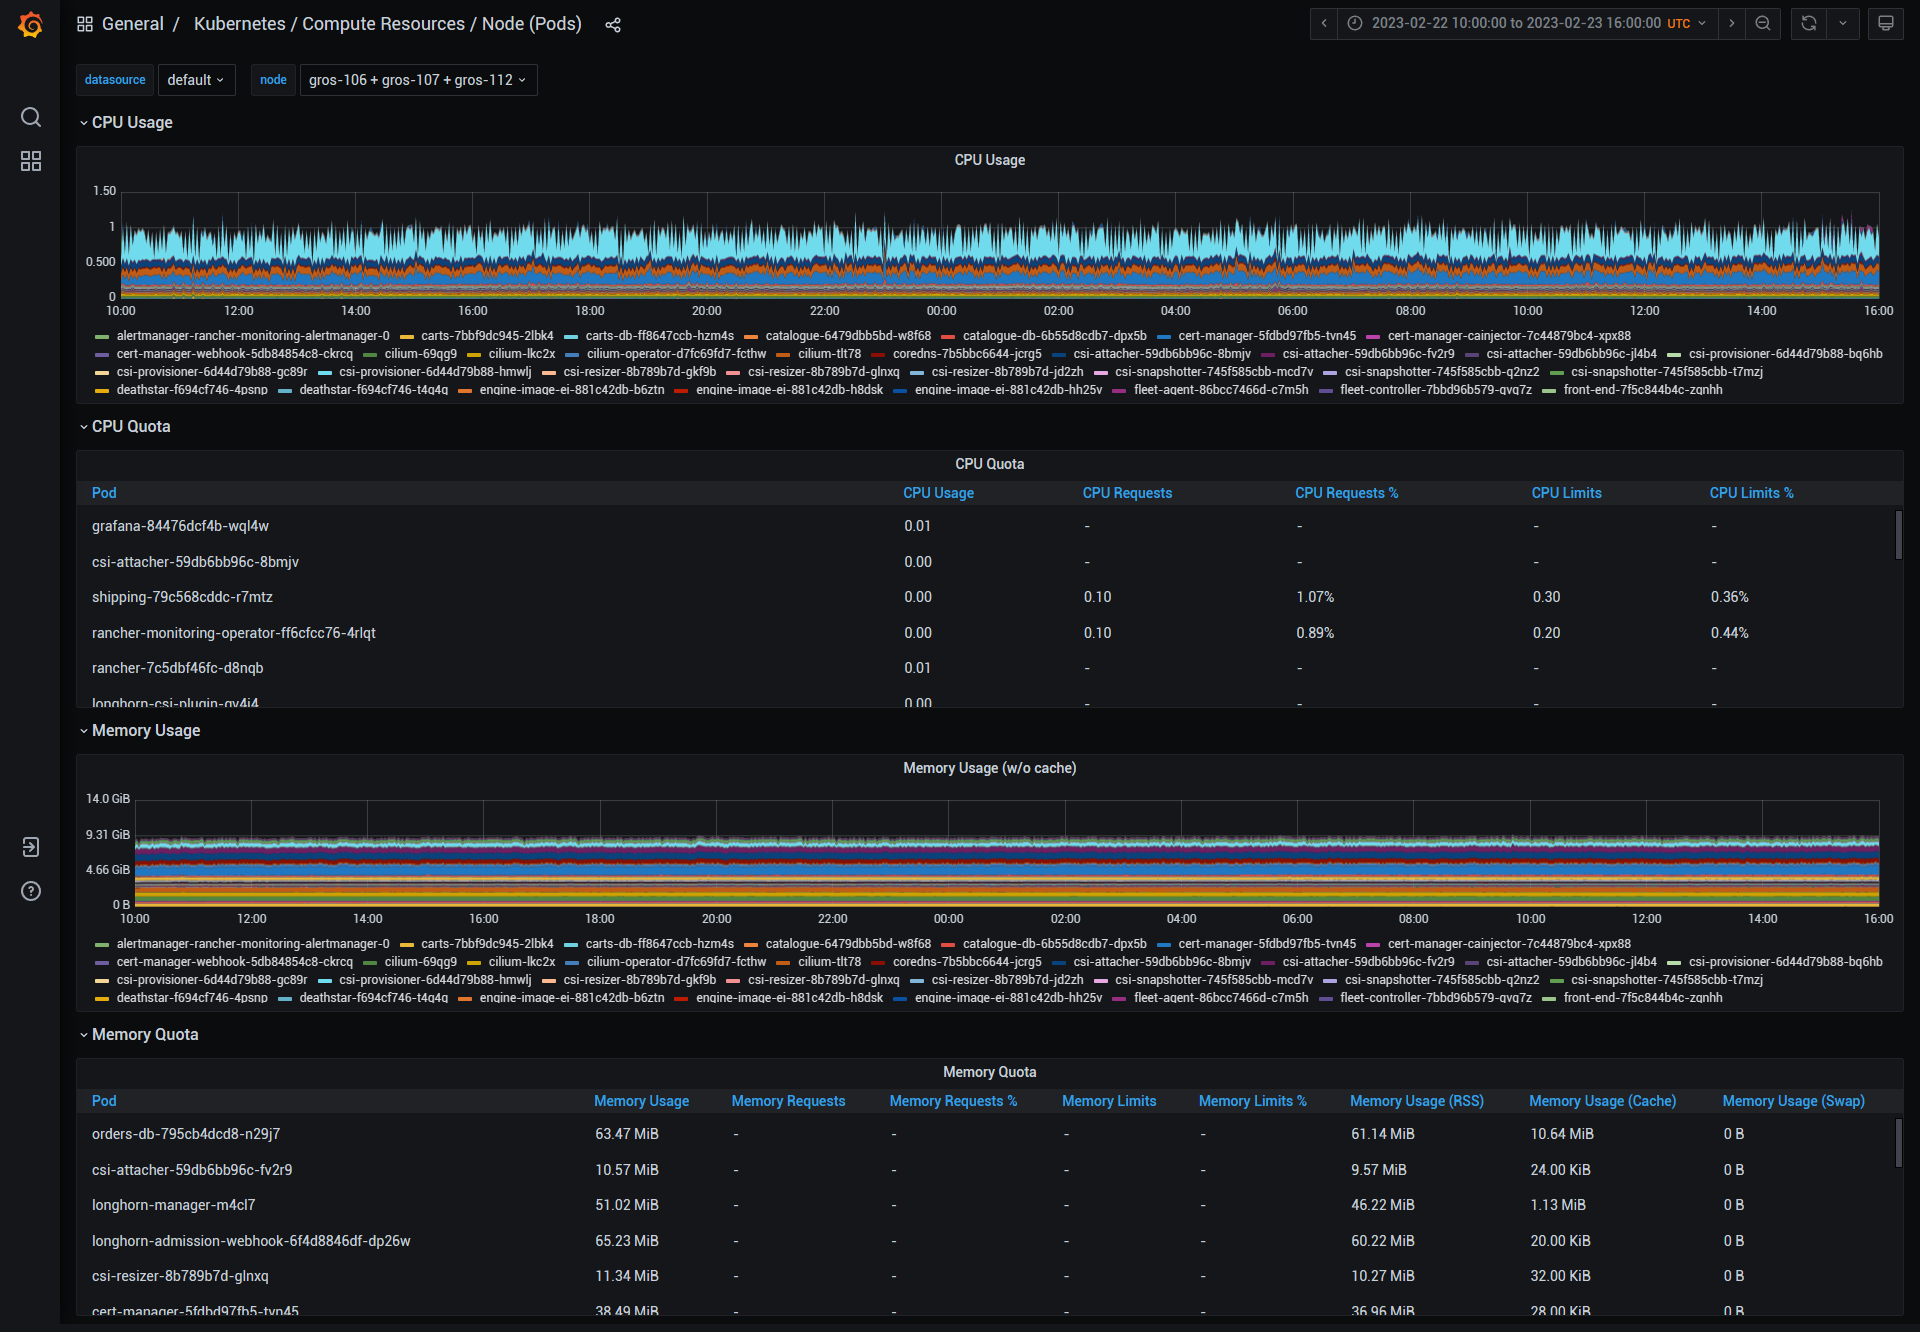 General / Kubernetes / Compute Resources / Node (Pods)
2023-02-22 10:00:00 to 2023-02-23 16:00:00 UTC
datasource default node gros-106 + gros-107 + gros-112
CPU Usage
CPU Usage
1.50
1
0.500
0
10:00 12:00 14:00 16:00 18:00 20:00 22:00 00:00 02:00 04:00 06:00 08:00 10:00 12:00 14:00 16:00
alertmanager-rancher-monitoring-alertmanager-0 carts-7bbf9dc945-2lbk4 carts-db-ff8647ccb-hzm4s catalogue-6479dbb5bd-w8f68 catalogue-db-6b55d8cdb7-dpx5b cert-manager-5fdbd97fb5-tvn45 cert-manager-cainjector-7c44879bc4-xpx88
cert-manager-webhook-5db84854c8-ckrcq cilium-69qg9 cilium-lkc2x cilium-operator-d7fc69fd7-fcthw cilium-tlt78 coredns-7b5bbc6644-jcrg5 csi-attacher-59db6bb96c-8bmjv csi-attacher-59db6bb96c-fv2r9 csi-attacher-59db6bb96c-jl4b4 csi-provisioner-6d44d79b88-bq6hb
csi-provisioner-6d44d79b88-gc89r csi-provisioner-6d44d79b88-hmwlj csi-resizer-8b789b7d-gkf9b csi-resizer-8b789b7d-glnxq csi-resizer-8b789b7d-jd2zh csi-snapshotter-745f585cbb-mcd7v csi-snapshotter-745f585cbb-q2nz2 csi-snapshotter-745f585cbb-t7mzj
deathstar-f694cf746-4psnp deathstar-f694cf746-t4q4g engine-image-ei-881c42db-b6ztn engine-image-ei-881c42db-h8dsk engine-image-ei-881c42db-hh25v fleet-agent-86bcc7466d-c7m5h fleet-controller-7bbd96b579-qvg7z front-end-7f5c844b4c-zqnhh
CPU Quota
CPU Quota
Pod CPU Usage CPU Requests CPU Requests % CPU Limits CPU Limits %
grafana-84476dcf4b-wql4w 0.01 - - - -
csi-attacher-59db6bb96c-8bmjv 0.00 - - - -
shipping-79c568cddc-r7mtz 0.00 0.10 1.07% 0.30 0.36%
rancher-monitoring-operator-ff6cfcc76-4rlqt 0.00 0.10 0.89% 0.20 0.44%
rancher-7c5dbf46fc-d8nqb 0.01 - - - -
longhorn-csi-plugin-qv4j4 0.00 - - - -
Memory Usage
Memory Usage (w/o cache)
14.0 GiB
9.31 GiB
4.66 GiB
0 B
10:00 12:00 14:00 16:00 18:00 20:00 22:00 00:00 02:00 04:00 06:00 08:00 10:00 12:00 14:00 16:00
alertmanager-rancher-monitoring-alertmanager-0 carts-7bbf9dc945-2lbk4 carts-db-ff8647ccb-hzm4s catalogue-6479dbb5bd-w8f68 catalogue-db-6b55d8cdb7-dpx5b cert-manager-5fdbd97fb5-tvn45 cert-manager-cainjector-7c44879bc4-xpx88
cert-manager-webhook-5db84854c8-ckrcq cilium-69qg9 cilium-lkc2x cilium-operator-d7fc69fd7-fcthw cilium-tlt78 coredns-7b5bbc6644-jcrg5 csi-attacher-59db6bb96c-8bmjv csi-attacher-59db6bb96c-fv2r9 csi-attacher-59db6bb96c-jl4b4 csi-provisioner-6d44d79b88-bq6hb
csi-provisioner-6d44d79b88-gc89r csi-provisioner-6d44d79b88-hmwlj csi-resizer-8b789b7d-gkf9b csi-resizer-8b789b7d-glnxq csi-resizer-8b789b7d-jd2zh csi-snapshotter-745f585cbb-mcd7v csi-snapshotter-745f585cbb-q2nz2 csi-snapshotter-745f585cbb-t7mzj
deathstar-f694cf746-4psnp deathstar-f694cf746-t4q4g engine-image-ei-881c42db-b6ztn engine-image-ei-881c42db-h8dsk engine-image-ei-881c42db-hh25v fleet-agent-86bcc7466d-c7m5h fleet-controller-7bbd96b579-qvg7z front-end-7f5c844b4c-zqnhh
Memory Quota
Memory Quota
Pod Memory Usage Memory Requests Memory Requests % Memory Limits Memory Limits % Memory Usage (RSS) Memory Usage (Cache) Memory Usage (Swap)
orders-db-795cb4dcd8-n29j7 63.47 MiB - - - - 61.14 MiB 10.64 MiB 0 B
csi-attacher-59db6bb96c-fv2r9 10.57 MiB - - - - 9.57 MiB 24.00 KiB 0 B
longhorn-manager-m4cl7 51.02 MiB - - - - 46.22 MiB 1.13 MiB 0 B
longhorn-admission-webhook-6f4d8846df-dp26w 65.23 MiB - - - - 60.22 MiB 20.00 KiB 0 B
csi-resizer-8b789b7d-glnxq 11.34 MiB - - - - 10.27 MiB 32.00 KiB 0 B
cert-manager-5fdbd97fb5-tvn45 38.49 MiB - - - - 36.96 MiB 28.00 KiB 0 B